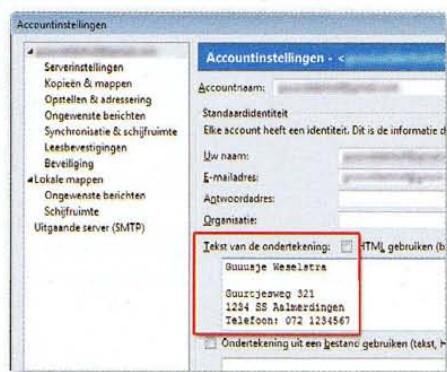 Accountinstellingen
Serverinstellingen
Kopieën & mappen
Opstellen & adressering
Ongewenste berichten
Synchronisatie & schijfruimte
Leesbevestigingen
Beveiliging
Lokale mappen
Ongewenste berichten
Schijfruimte
Uitgaande server (SMTP)
Accountinstellingen - <
Accountnaam:
Standaardidentiteit
Elke account heeft een identiteit. Dit is de informatie d
Uw naam:
E-mailadres:
Antwoordadres:
Organisatie:
Tekst van de ondertekening: HTML gebruiken (b
Guuusje Weselstra
Guurtjesweg 321
1234 SS Aalmerdingen
Telefoon: 072 1234567
Ondertekening uit een bestand gebruiken (tekst, H